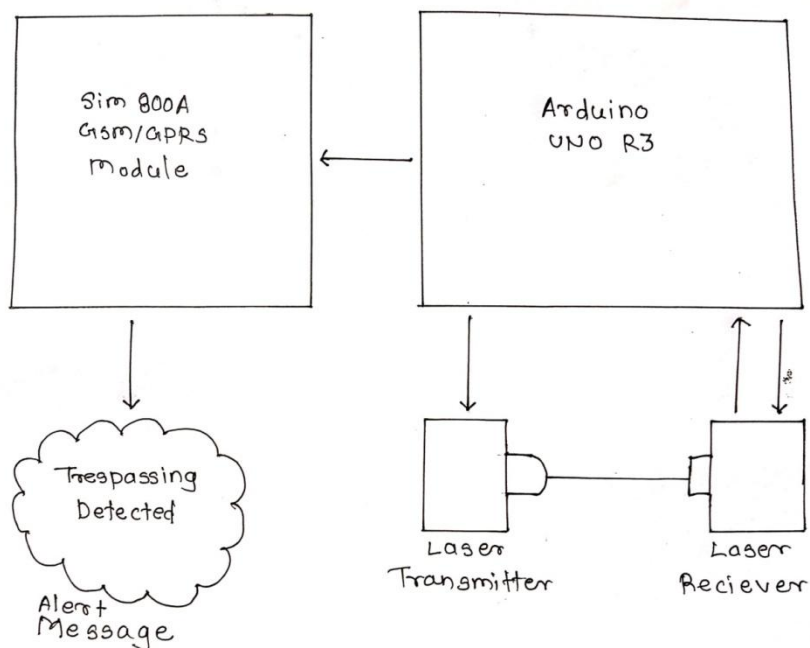 Sim 800A
GSM/GPRS
Module
Arduino
UNO R3
Trespassing
Detected
Alert
Message
Laser
Transmitter
Laser
Reciever